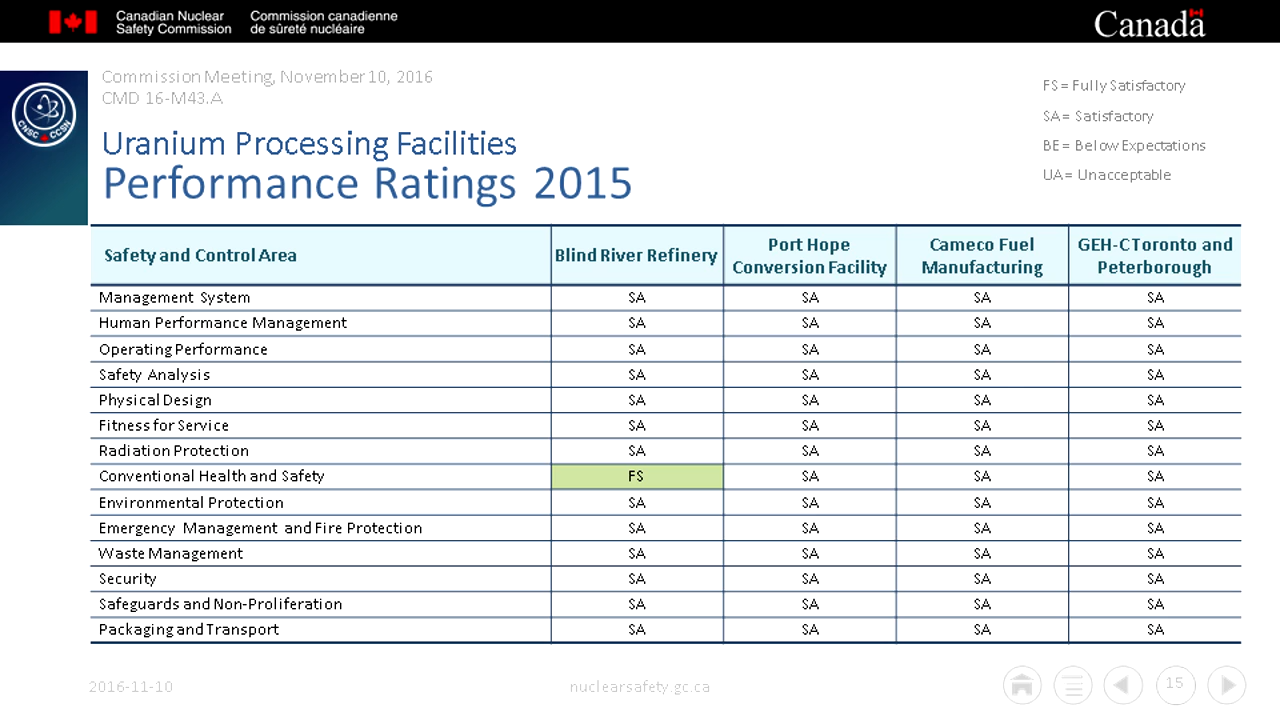 Canadian Nuclear Safety Commission
Commission canadienne de sûreté nucléaire
Canada
Commission Meeting, November 10, 2016
CMD 16-M43.A
CNSC CCSN
Uranium Processing Facilities
Performance Ratings 2015
FS = Fully Satisfactory
SA = Satisfactory
BE = Below Expectations
UA = Unacceptable
Safety and Control Area | Blind River Refinery | Port Hope Conversion Facility | Cameco Fuel Manufacturing | GEH-C Toronto and Peterborough
Management System | SA | SA | SA | SA
Human Performance Management | SA | SA | SA | SA
Operating Performance | SA | SA | SA | SA
Safety Analysis | SA | SA | SA | SA
Physical Design | SA | SA | SA | SA
Fitness for Service | SA | SA | SA | SA
Radiation Protection | SA | SA | SA | SA
Conventional Health and Safety | FS | SA | SA | SA
Environmental Protection | SA | SA | SA | SA
Emergency Management and Fire Protection | SA | SA | SA | SA
Waste Management | SA | SA | SA | SA
Security | SA | SA | SA | SA
Safeguards and Non-Proliferation | SA | SA | SA | SA
Packaging and Transport | SA | SA | SA | SA
2016-11-10
nuclearsafety.gc.ca
15